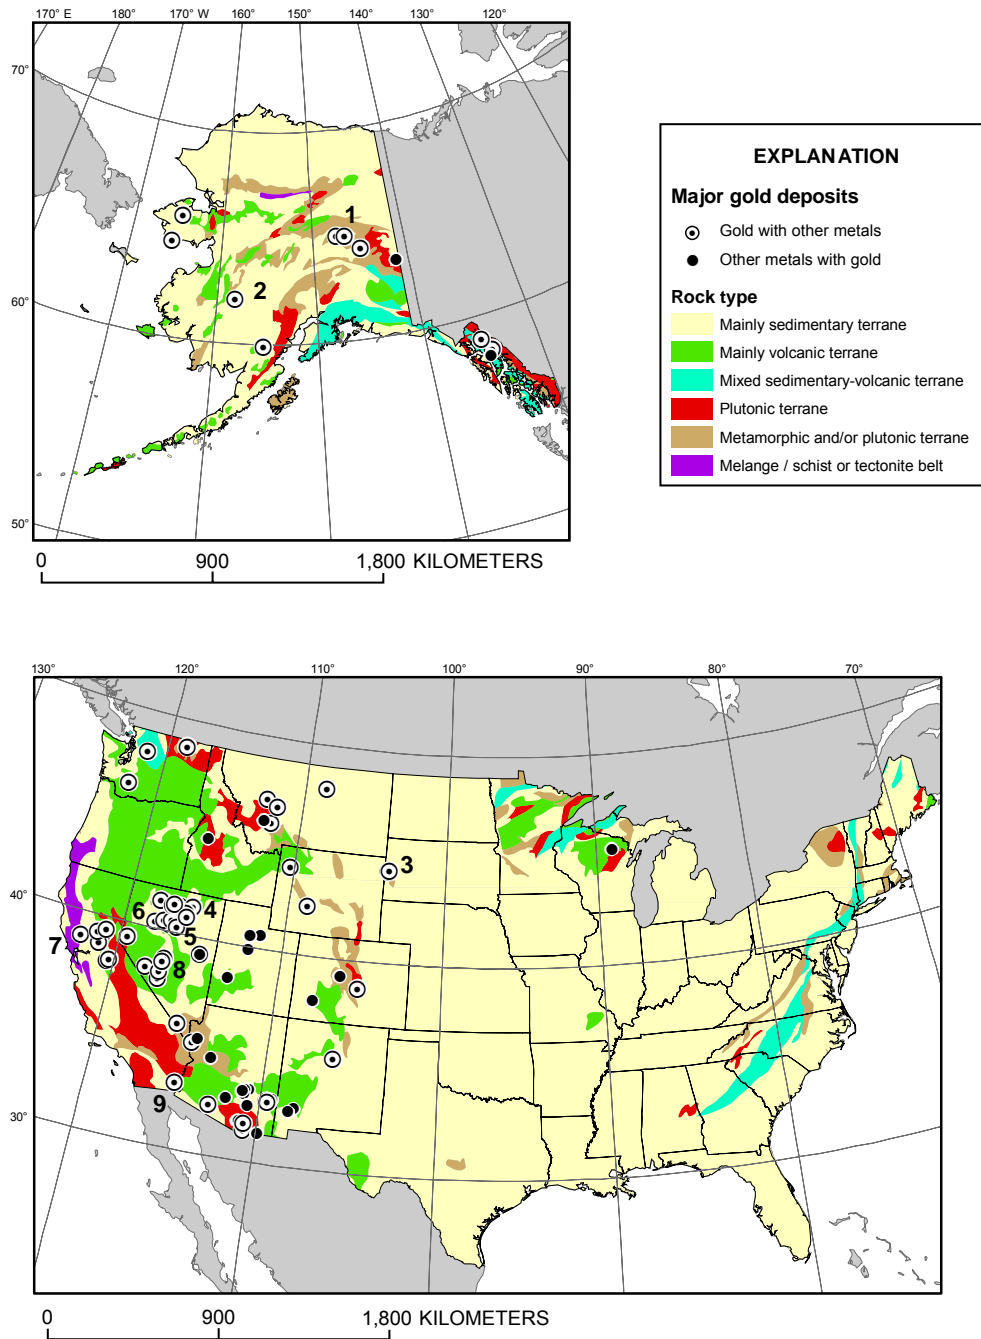 170° E 180° 170° W 160° 150° 140° 130° 120°
70°
60°
50°
1
2
0 900 1,800 KILOMETERS
EXPLANATION
Major gold deposits
Gold with other metals
Other metals with gold
Rock type
Mainly sedimentary terrane
Mainly volcanic terrane
Mixed sedimentary-volcanic terrane
Plutonic terrane
Metamorphic and/or plutonic terrane
Melange / schist or tectonite belt
130° 120° 110° 100° 90° 80° 70°
40°
30°
3
4
6
5
7
8
9
0 900 1,800 KILOMETERS